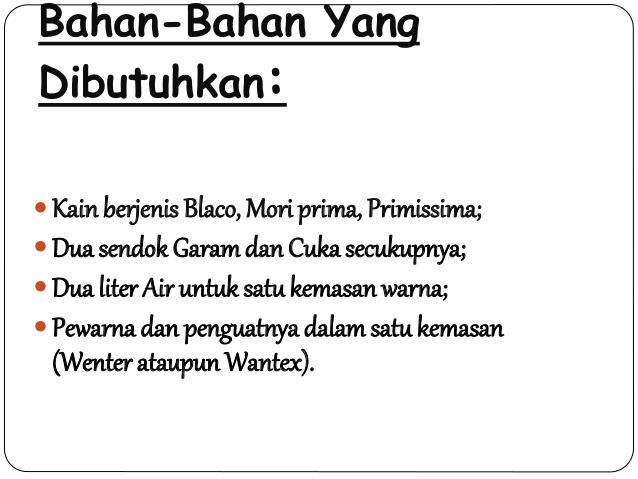 Bahan-Bahan Yang
Dibutuhkan:
Kain berjenis Blaco, Mori prima, Primissima;
Dua sendok Garam dan Cuka secukupnya;
Dua liter Air untuk satu kemasan warna;
Pewarna dan penguatnya dalam satu kemasan
(Wenter ataupun Wantex).